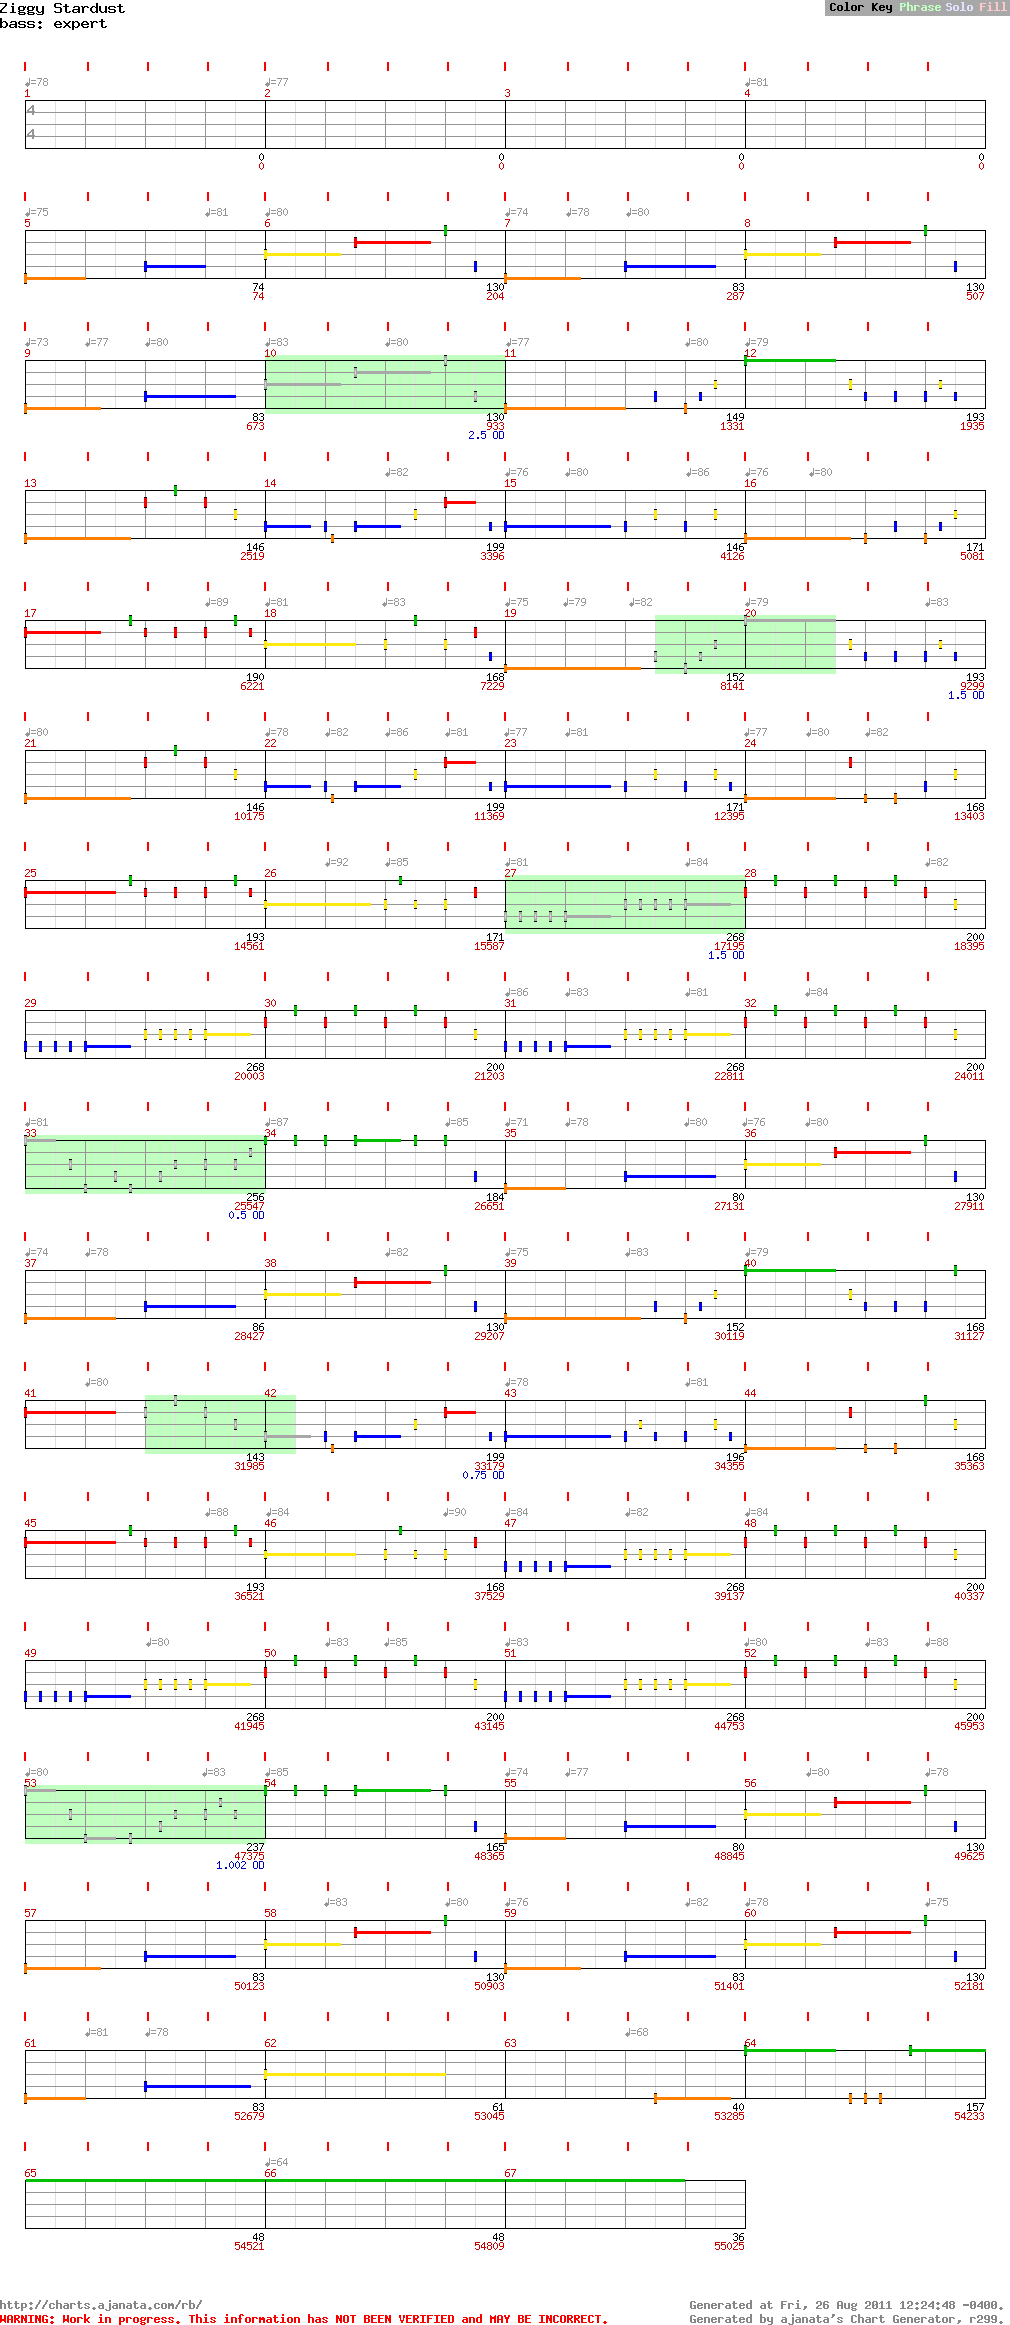 Ziggy Stardust
bass: expert
Color Key Phrase Solo Fill
♩=78 ♩=77 ♩=81
1 2 3 4
4
4
0 0 0 0
0 0 0 0
♩=75 ♩=81 ♩=80 ♩=74 ♩=78 ♩=80
5 6 7 8
74 130 83 130
74 204 287 507
♩=73 ♩=77 ♩=80 ♩=83 ♩=80 ♩=77 ♩=80 ♩=79
9 10 11 12
83 130 149 193
673 933 1331 1935
2.5 OD
♩=82 ♩=76 ♩=80 ♩=86 ♩=76 ♩=80
13 14 15 16
146 199 146 171
2519 3396 4126 5081
♩=89 ♩=81 ♩=83 ♩=75 ♩=79 ♩=82 ♩=79 ♩=83
17 18 19 20
190 168 152 193
6221 7229 8141 9299
1.5 OD
♩=80 ♩=78 ♩=82 ♩=86 ♩=81 ♩=77 ♩=81 ♩=77 ♩=80 ♩=82
21 22 23 24
146 199 171 168
10175 11369 12395 13403
♩=92 ♩=85 ♩=81 ♩=84 ♩=82
25 26 27 28
193 171 268 200
14561 15587 17195 18395
1.5 OD
♩=86 ♩=83 ♩=81 ♩=84
29 30 31 32
268 200 268 200
20003 21203 22811 24011
♩=81 ♩=87 ♩=85 ♩=71 ♩=78 ♩=80 ♩=76 ♩=80
33 34 35 36
256 184 80 130
25547 26651 27131 27911
0.5 OD
♩=74 ♩=78 ♩=82 ♩=75 ♩=83 ♩=79
37 38 39 40
86 130 152 168
28427 29207 30119 31127
♩=80 ♩=78 ♩=81
41 42 43 44
143 199 196 168
31985 33179 34355 35363
0.75 OD
♩=88 ♩=84 ♩=90 ♩=84 ♩=82 ♩=84
45 46 47 48
193 168 268 200
36521 37529 39137 40337
♩=80 ♩=83 ♩=85 ♩=83 ♩=80 ♩=83 ♩=88
49 50 51 52
268 200 268 200
41945 43145 44753 45953
♩=80 ♩=83 ♩=85 ♩=74 ♩=77 ♩=80 ♩=78
53 54 55 56
237 165 80 130
47375 48365 48845 49625
1.002 OD
♩=83 ♩=80 ♩=76 ♩=82 ♩=78 ♩=75
57 58 59 60
83 130 83 130
50123 50903 51401 52181
♩=81 ♩=78 ♩=68
61 62 63 64
83 61 40 157
52679 53045 53285 54233
♩=64
65 66 67
48 48 36
54521 54809 55025
http://charts.ajanata.com/rb/
Generated at Fri, 26 Aug 2011 12:24:48 -0400.
WARNING: Work in progress. This information has NOT BEEN VERIFIED and MAY BE INCORRECT.
Generated by ajanata's Chart Generator, r299.